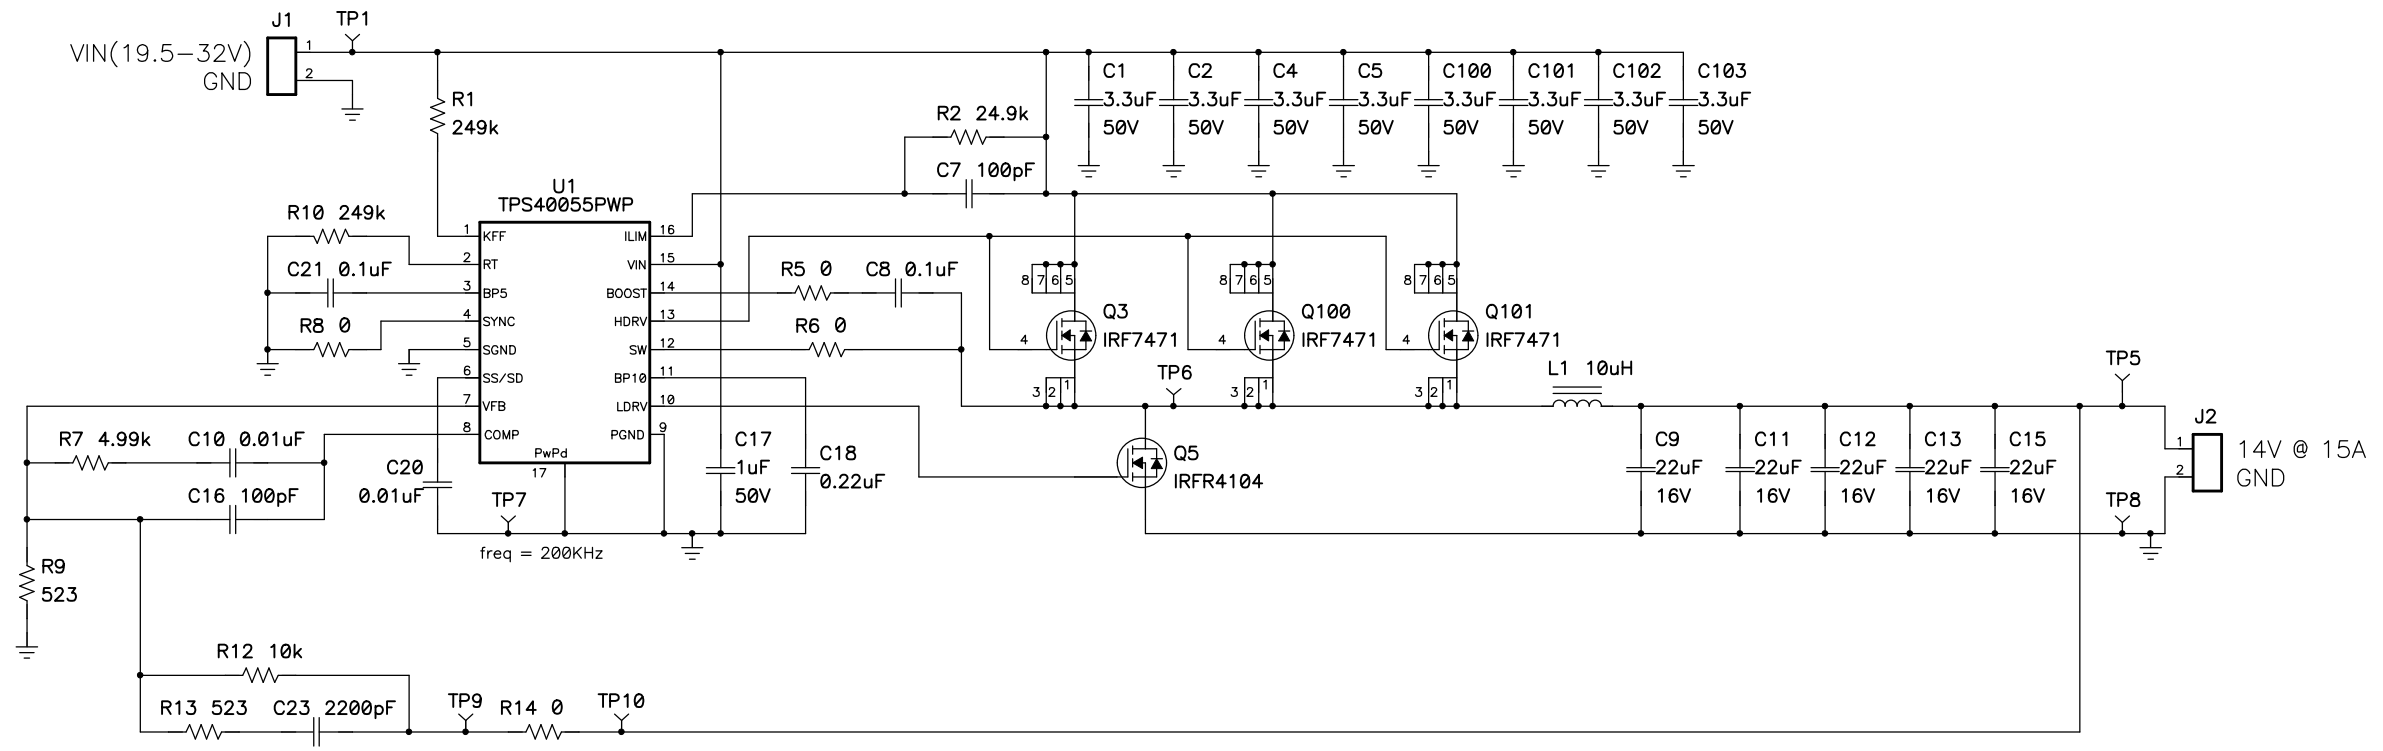 J1
TP1
VIN(19.5-32V)
GND
1
2
R1
249k
R2 24.9k
C7 100pF
C1
3.3uF
50V
C2
3.3uF
50V
C4
3.3uF
50V
C5
3.3uF
50V
C100
3.3uF
50V
C101
3.3uF
50V
C102
3.3uF
50V
C103
3.3uF
50V
U1
TPS40055PWP
R10 249k
C21 0.1uF
R8 0
1 KFF
2 RT
3 BP5
4 SYNC
5 SGND
6 SS/SD
7 VFB
8 COMP
ILIM 16
VIN 15
BOOST 14
HDRV 13
SW 12
BP10 11
LDRV 10
PGND 9
PwPd
17
R5 0
C8 0.1uF
R6 0
8 7 6 5
Q3
IRF7471
4
3 2 1
8 7 6 5
Q100
IRF7471
4
3 2 1
8 7 6 5
Q101
IRF7471
4
3 2 1
TP6
L1 10uH
TP5
J2
1
2
14V @ 15A
GND
TP8
R7 4.99k
C10 0.01uF
C16 100pF
C20
0.01uF
TP7
freq = 200KHz
C17
1uF
50V
C18
0.22uF
Q5
IRFR4104
C9
22uF
16V
C11
22uF
16V
C12
22uF
16V
C13
22uF
16V
C15
22uF
16V
R9
523
R12 10k
R13 523
C23 2200pF
TP9
R14 0
TP10